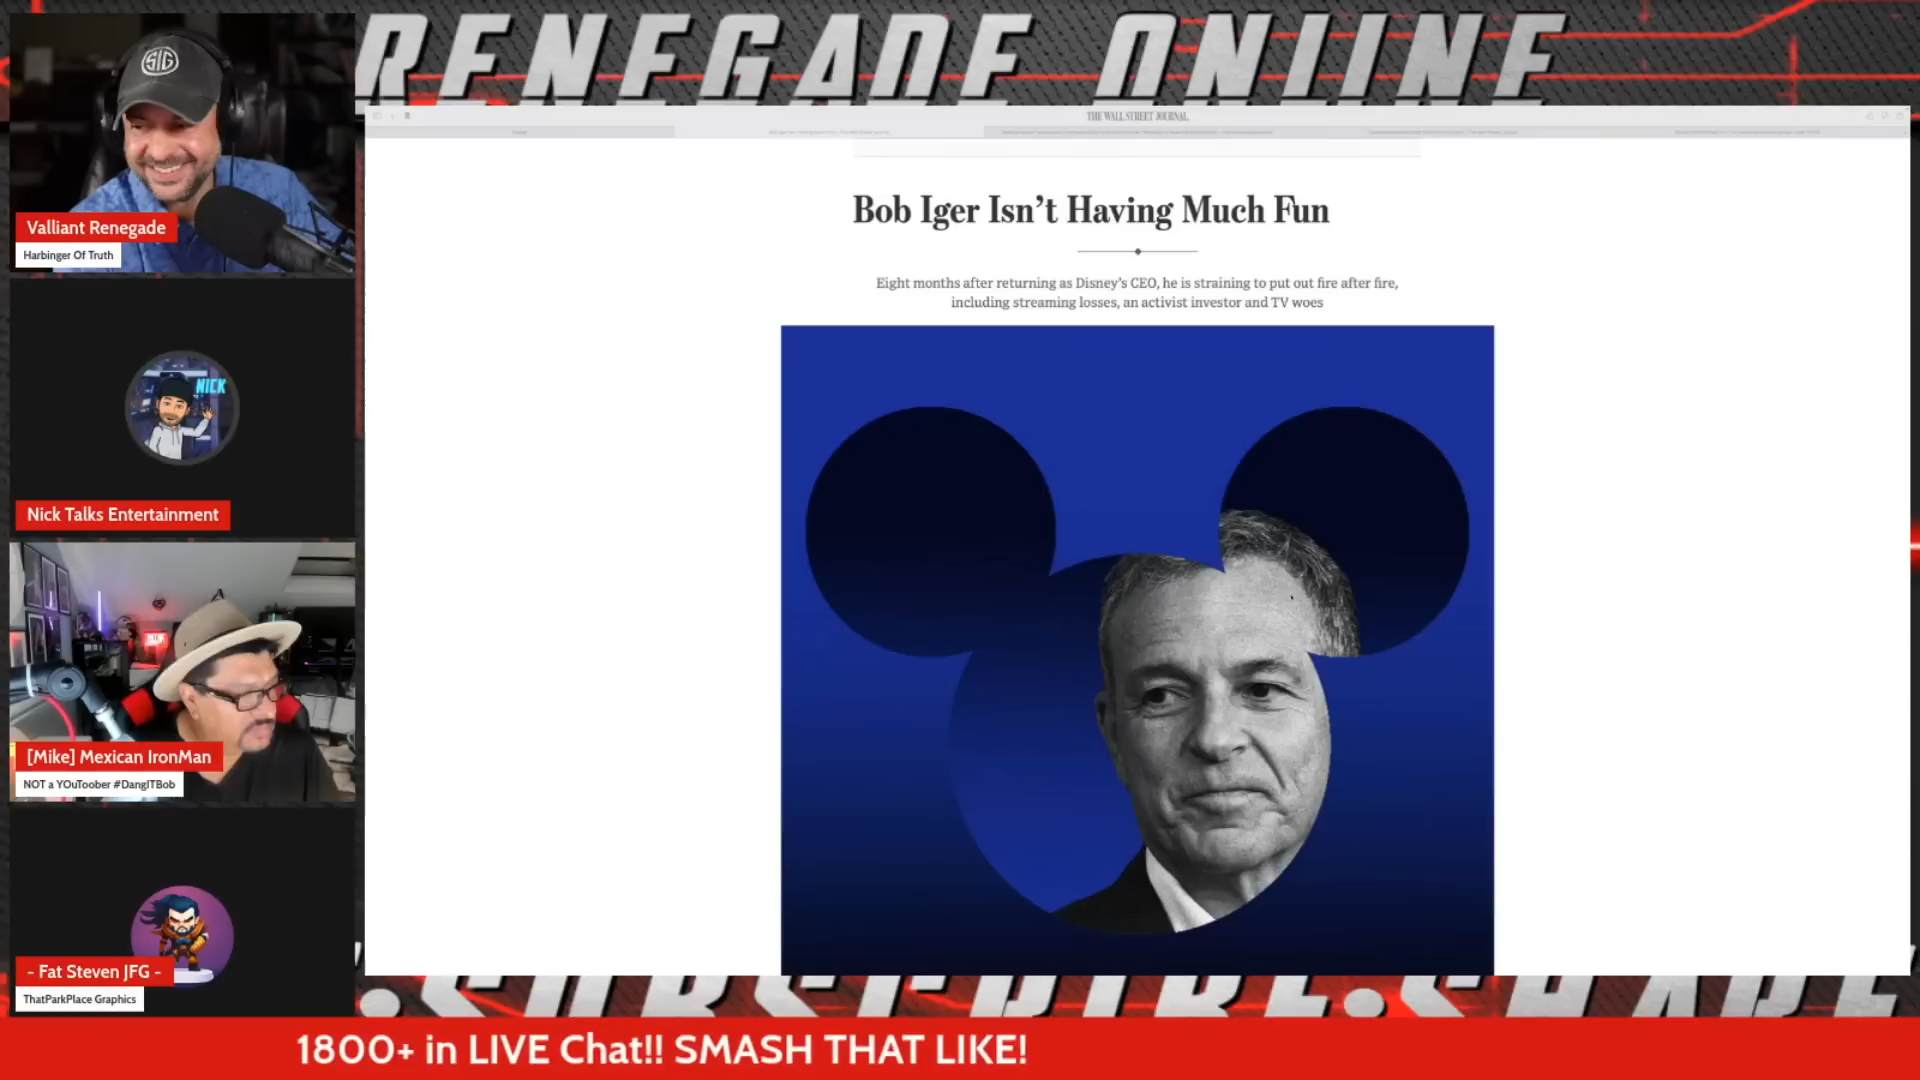 RENEGADE ONLINE
SIG
Valliant Renegade
Harbinger Of Truth
NICK
Nick Talks Entertainment
[Mike] Mexican IronMan
NOT a YOuToober #DangITBob
- Fat Steven JFG -
ThatParkPlace Graphics
THE WALL STREET JOURNAL
Bob Iger Isn’t Having Much Fun
Eight months after returning as Disney’s CEO, he is straining to put out fire after fire,
including streaming losses, an activist investor and TV woes
1800+ in LIVE Chat!! SMASH THAT LIKE!